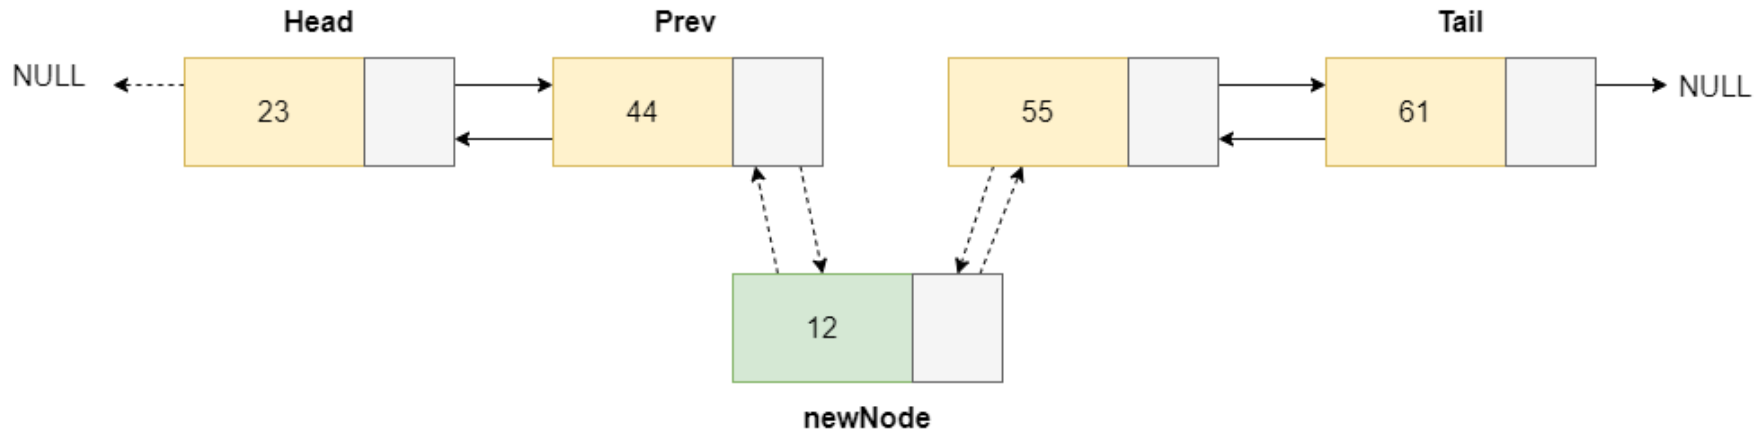 Head
Prev
Tail
NULL
23
44
55
61
NULL
12
newNode